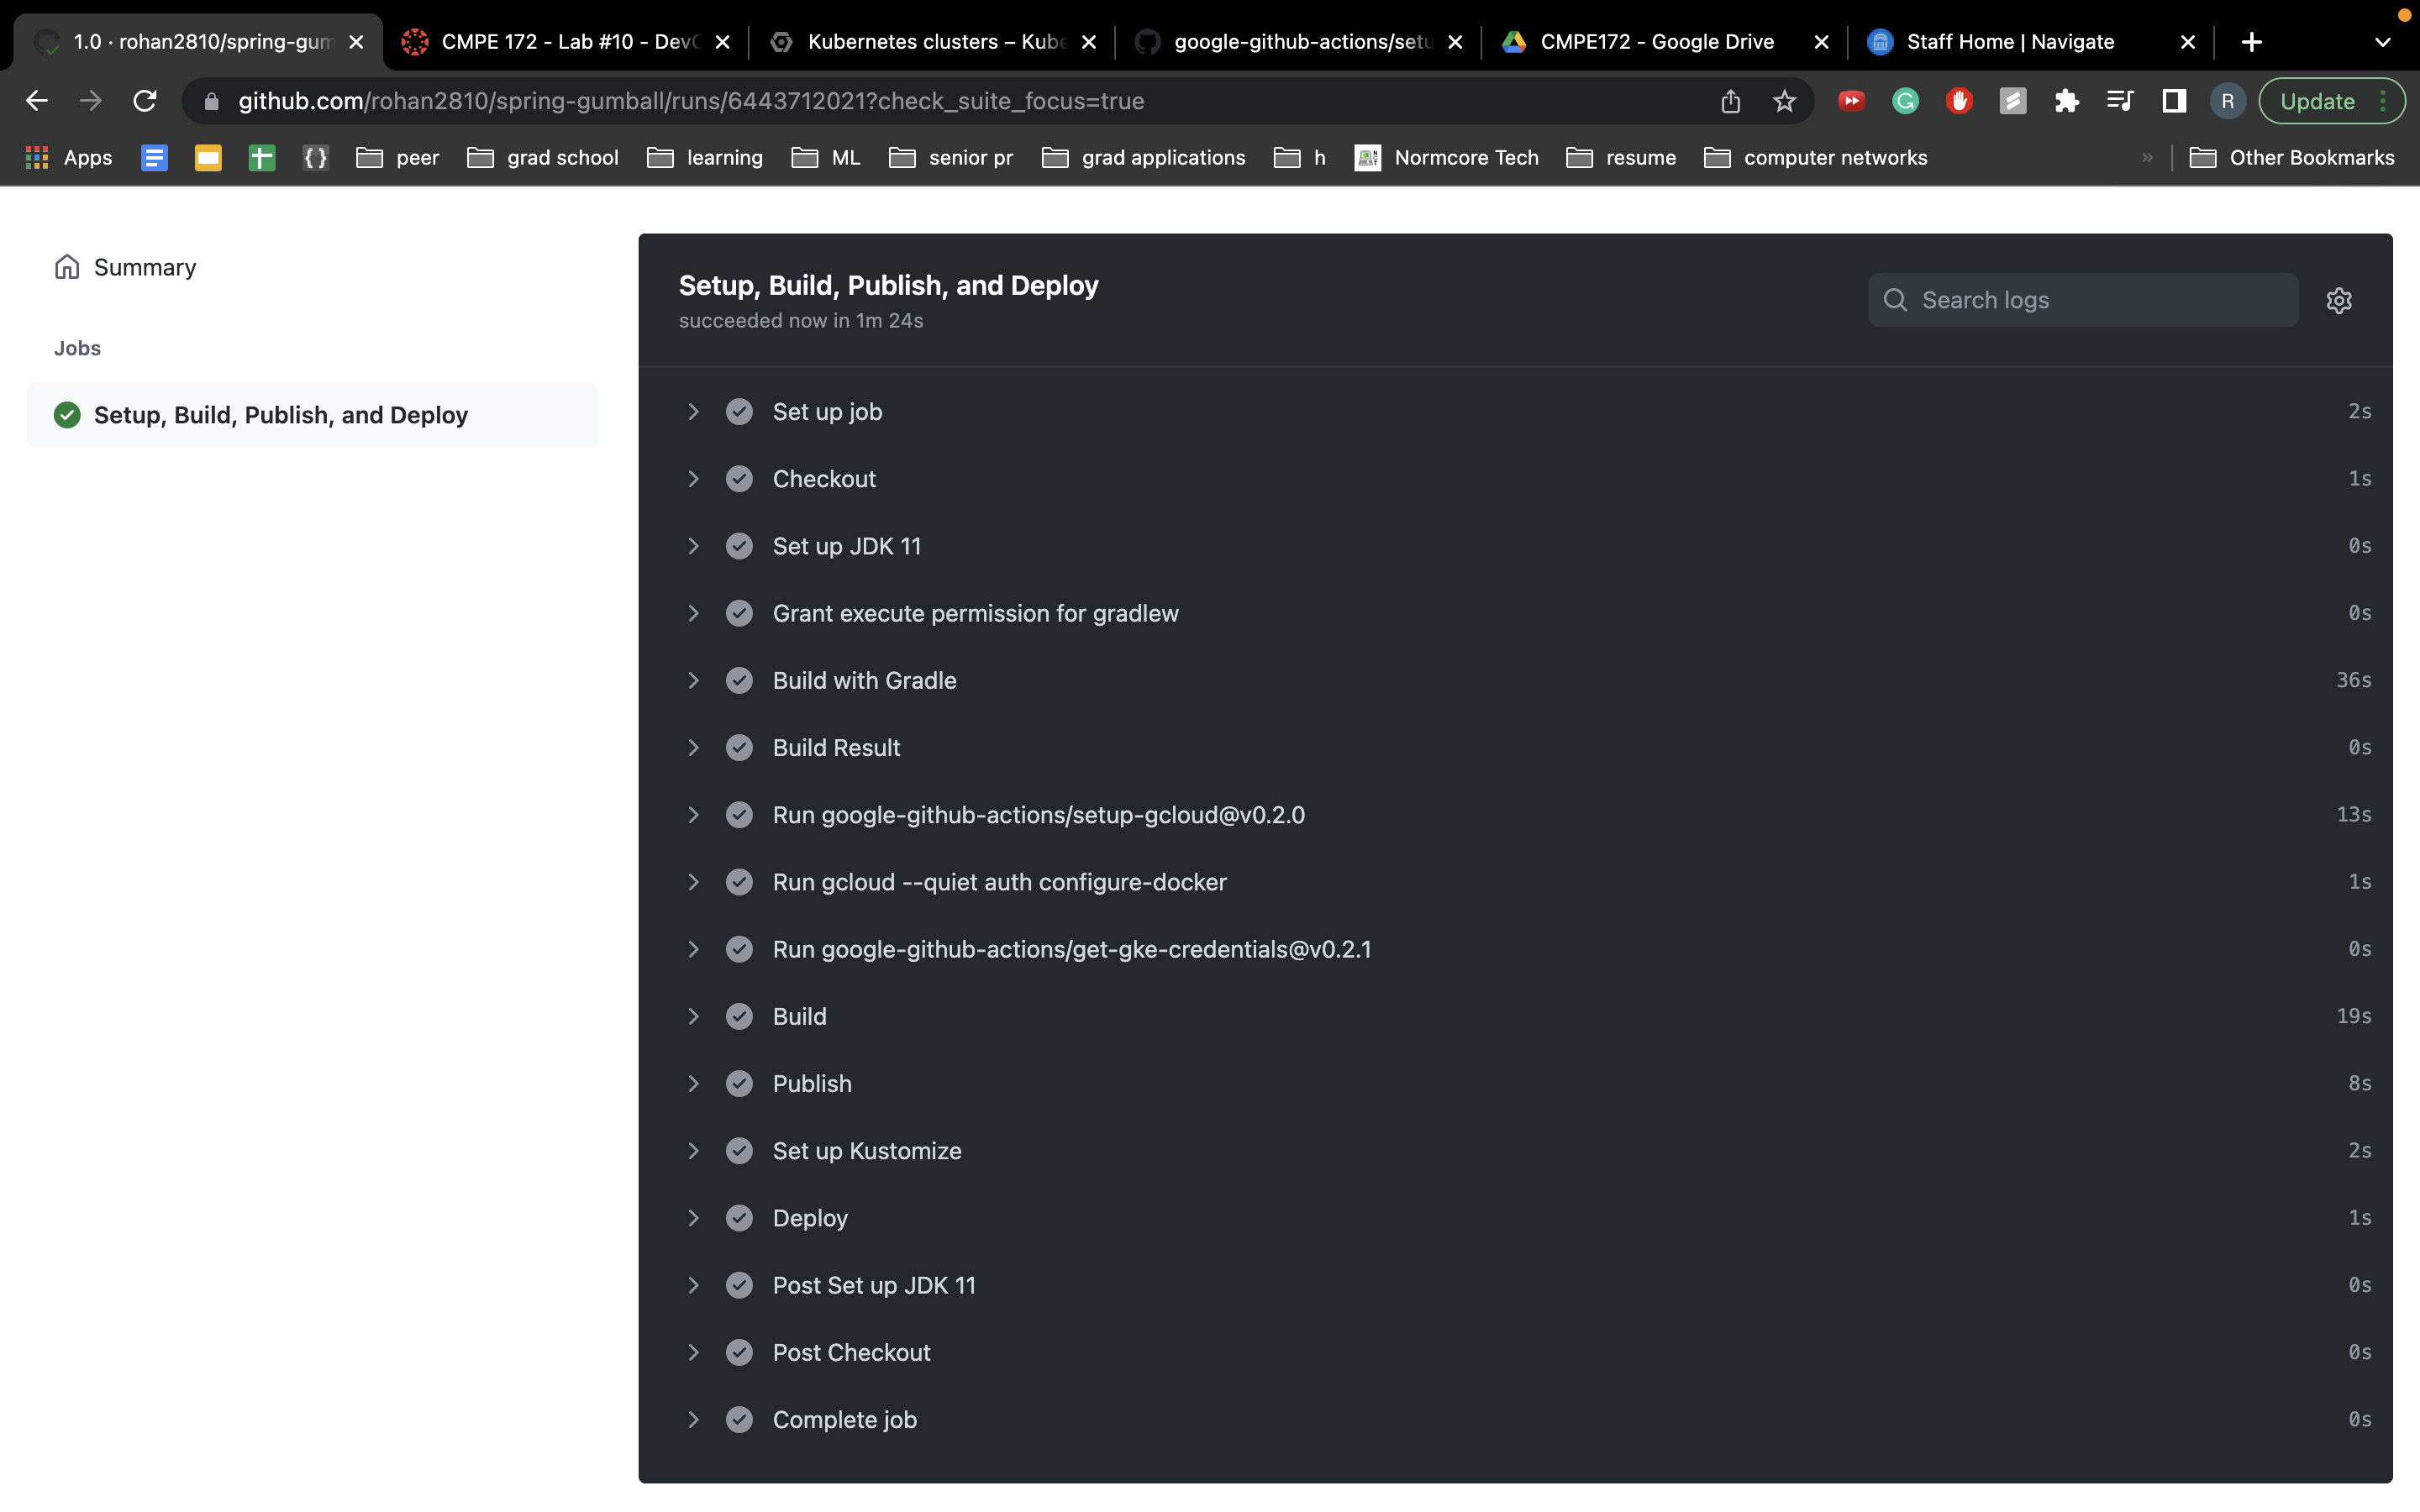 1.0 · rohan2810/spring-gum
CMPE 172 - Lab #10 - Dev
Kubernetes clusters – Kube
google-github-actions/setu
CMPE172 - Google Drive
Staff Home | Navigate
github.com/rohan2810/spring-gumball/runs/6443712021?check_suite_focus=true
R
Update
Apps
peer
grad school
learning
ML
senior pr
grad applications
h
Normcore Tech
resume
computer networks
»
Other Bookmarks
Summary
Jobs
Setup, Build, Publish, and Deploy
Setup, Build, Publish, and Deploy
succeeded now in 1m 24s
Search logs
Set up job 2s
Checkout 1s
Set up JDK 11 0s
Grant execute permission for gradlew 0s
Build with Gradle 36s
Build Result 0s
Run google-github-actions/setup-gcloud@v0.2.0 13s
Run gcloud --quiet auth configure-docker 1s
Run google-github-actions/get-gke-credentials@v0.2.1 0s
Build 19s
Publish 8s
Set up Kustomize 2s
Deploy 1s
Post Set up JDK 11 0s
Post Checkout 0s
Complete job 0s